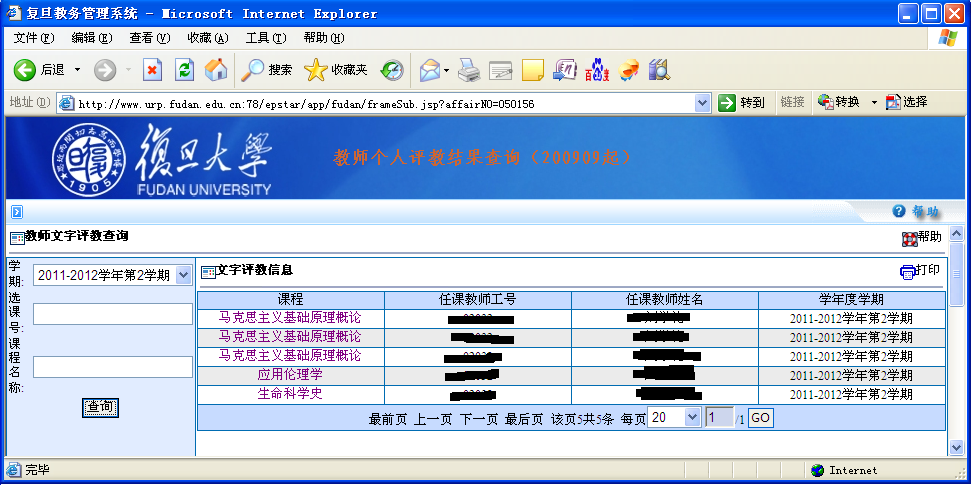 复旦教务管理系统 - Microsoft Internet Explorer
文件(F) 编辑(E) 查看(V) 收藏(A) 工具(T) 帮助(H)
后退 搜索 收藏夹
地址(D) http://www.urp.fudan.edu.cn:78/epstar/app/fudan/frameSub.jsp?affairNO=050156 转到 链接 转换 选择
復旦大學
FUDAN UNIVERSITY
1905
教师个人评教结果查询（200909起）
帮助
教师文字评教查询 帮助
学期: 2011-2012学年第2学期
选课号:
课程名称:
查询
文字评教信息 打印
课程 任课教师工号 任课教师姓名 学年度学期
马克思主义基础原理概论 2011-2012学年第2学期
马克思主义基础原理概论 2011-2012学年第2学期
马克思主义基础原理概论 2011-2012学年第2学期
应用伦理学 2011-2012学年第2学期
生命科学史 2011-2012学年第2学期
最前页 上一页 下一页 最后页 该页5共5条 每页 20 1 /1 GO
完毕 Internet